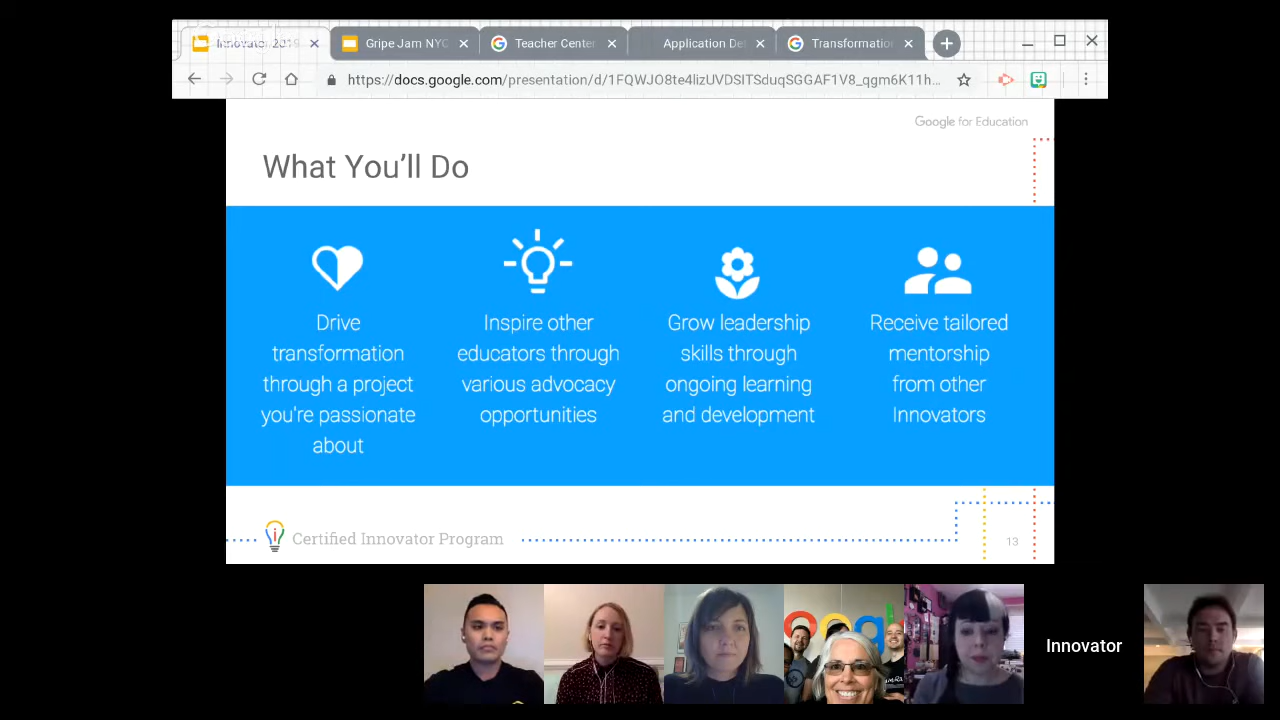 Innovator 2019
Gripe Jam NYC
Teacher Center
Application De
Transformation
https://docs.google.com/presentation/d/1FQWJO8te4lizUVDSITSduqSGGAF1V8_qgm6K11h...
Google for Education
What You'll Do
Drive
transformation
through a project
you're passionate
about
Inspire other
educators through
various advocacy
opportunities
Grow leadership
skills through
ongoing learning
and development
Receive tailored
mentorship
from other
Innovators
Certified Innovator Program
13
Innovator